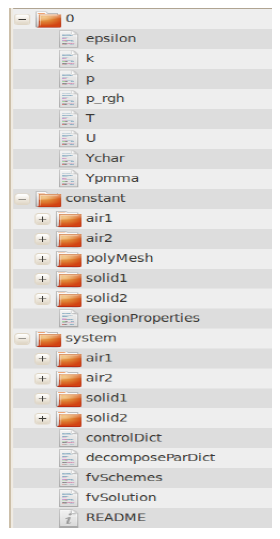 0
epsilon
k
p
p_rgh
T
U
Ychar
Ypmma
constant
air1
air2
polyMesh
solid1
solid2
regionProperties
system
air1
air2
solid1
solid2
controlDict
decomposeParDict
fvSchemes
fvSolution
README